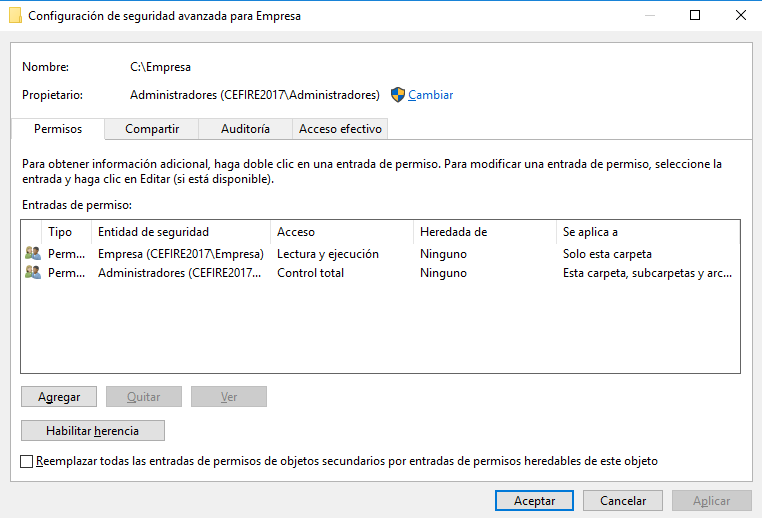 Configuración de seguridad avanzada para Empresa
Nombre: C:\Empresa
Propietario: Administradores (CEFIRE2017\Administradores) Cambiar
Permisos Compartir Auditoría Acceso efectivo
Para obtener información adicional, haga doble clic en una entrada de permiso. Para modificar una entrada de permiso, seleccione la
entrada y haga clic en Editar (si está disponible).
Entradas de permiso:
Tipo Entidad de seguridad Acceso Heredada de Se aplica a
Perm... Empresa (CEFIRE2017\Empresa) Lectura y ejecución Ninguno Solo esta carpeta
Perm... Administradores (CEFIRE2017... Control total Ninguno Esta carpeta, subcarpetas y arc...
Agregar Quitar Ver
Habilitar herencia
Reemplazar todas las entradas de permisos de objetos secundarios por entradas de permisos heredables de este objeto
Aceptar Cancelar Aplicar